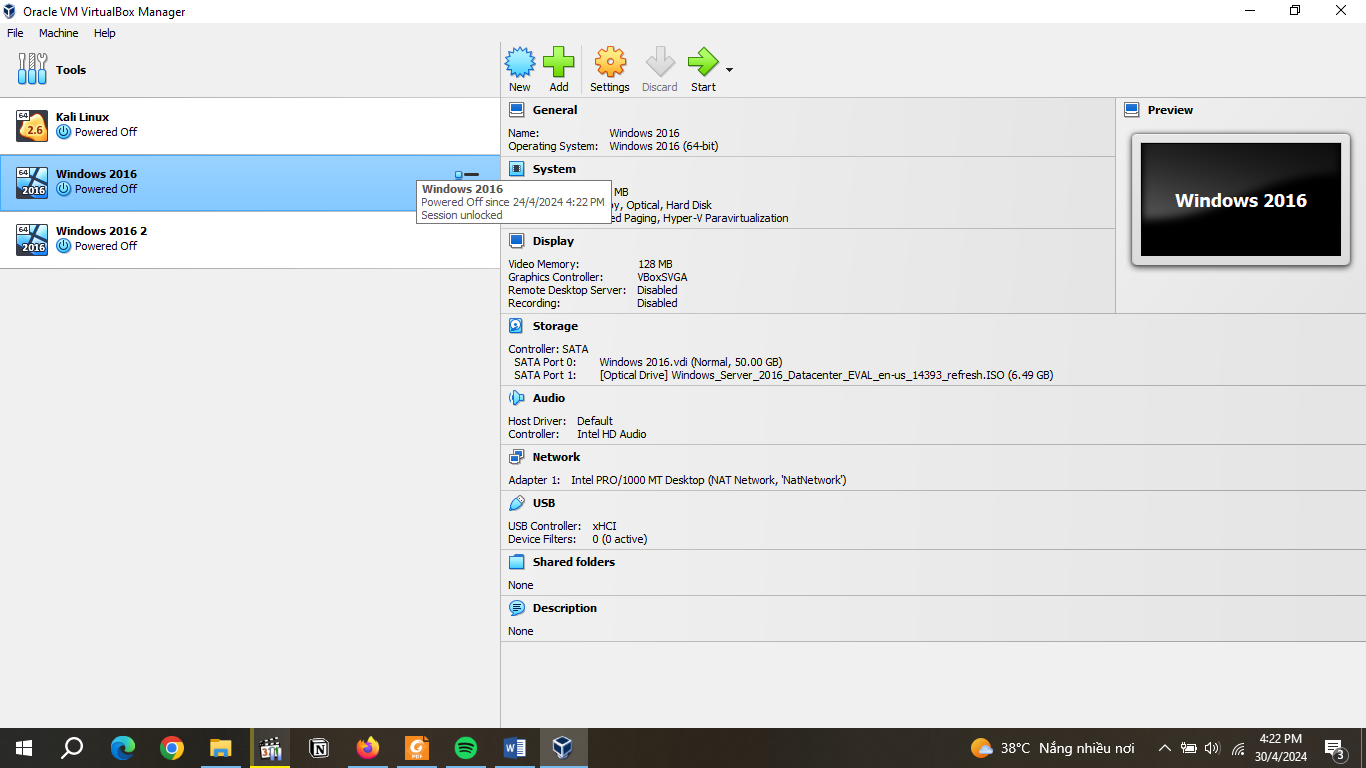 Oracle VM VirtualBox Manager
File Machine Help
Tools
New Add Settings Discard Start
64
2.6
Kali Linux
Powered Off
64
2016
Windows 2016
Powered Off
64
2016
Windows 2016 2
Powered Off
Windows 2016
Powered Off since 24/4/2024 4:22 PM
Session unlocked
General
Name: Windows 2016
Operating System: Windows 2016 (64-bit)
System
MB
Optical, Hard Disk
Paging, Hyper-V Paravirtualization
Display
Video Memory: 128 MB
Graphics Controller: VBoxSVGA
Remote Desktop Server: Disabled
Recording: Disabled
Preview
Windows 2016
Storage
Controller: SATA
SATA Port 0: Windows 2016.vdi (Normal, 50.00 GB)
SATA Port 1: [Optical Drive] Windows_Server_2016_Datacenter_EVAL_en-us_14393_refresh.ISO (6.49 GB)
Audio
Host Driver: Default
Controller: Intel HD Audio
Network
Adapter 1: Intel PRO/1000 MT Desktop (NAT Network, 'NatNetwork')
USB
USB Controller: xHCI
Device Filters: 0 (0 active)
Shared folders
None
Description
None
38°C Nắng nhiều nơi
4:22 PM
30/4/2024
3